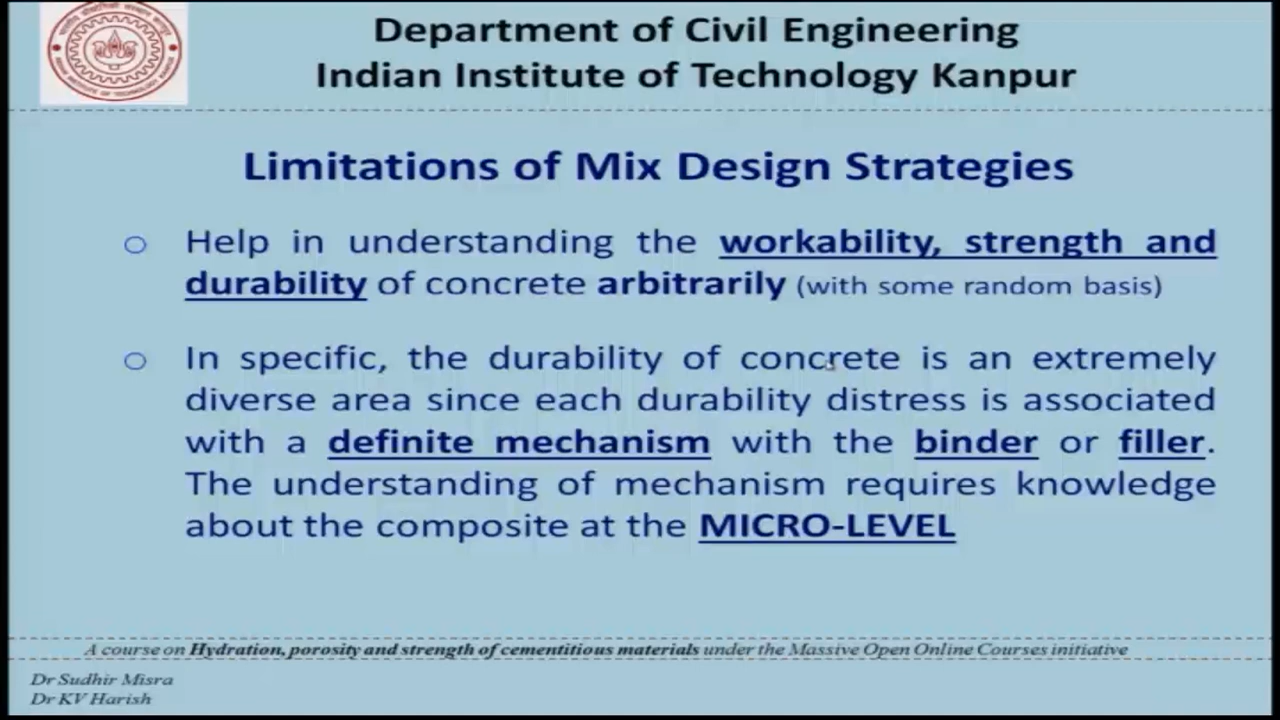 Department of Civil Engineering
Indian Institute of Technology Kanpur
Limitations of Mix Design Strategies
Help in understanding the workability, strength and
durability of concrete arbitrarily (with some random basis)
In specific, the durability of concrete is an extremely
diverse area since each durability distress is associated
with a definite mechanism with the binder or filler.
The understanding of mechanism requires knowledge
about the composite at the MICRO-LEVEL
A course on Hydration, porosity and strength of cementitious materials under the Massive Open Online Courses initiative
Dr Sudhir Misra
Dr KV Harish